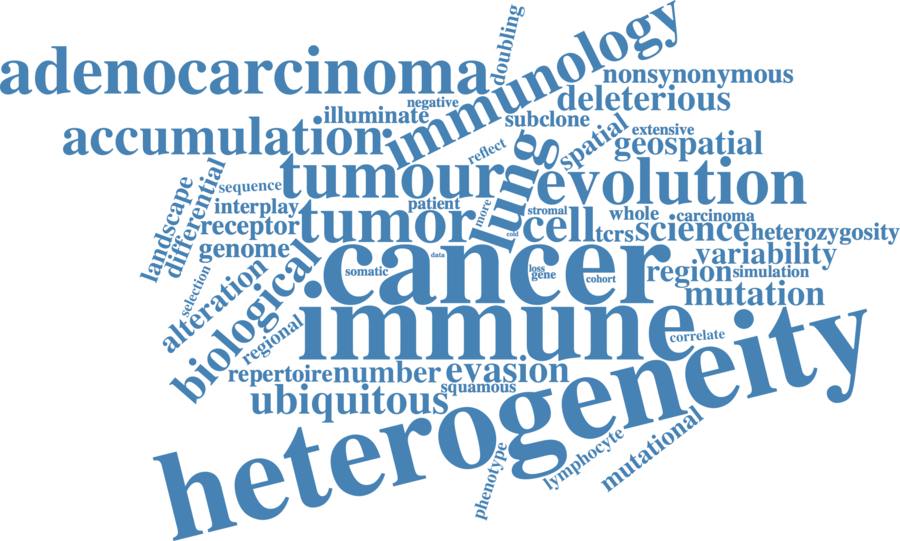 doubling
adenocarcinoma
immunology
nonsynonymous
negative
deleterious
illuminate
subclone
accumulation
spatial
extensive
geospatial
reflect
lung
tumour
evolution
landscape
differential
sequence
interplay
patient
more
stromal
whole
carcinoma
receptor
tumor
cold
cell
tcrs
science
heterozygosity
genome
data
variability
selection
alteration
biological
somatic
cancer
loss
gene
cohort
region
simulation
mutation
regional
immune
correlate
repertoire
number
evasion
squamous
ubiquitous
heterogeneity
phenotype
lymphocyte
mutational